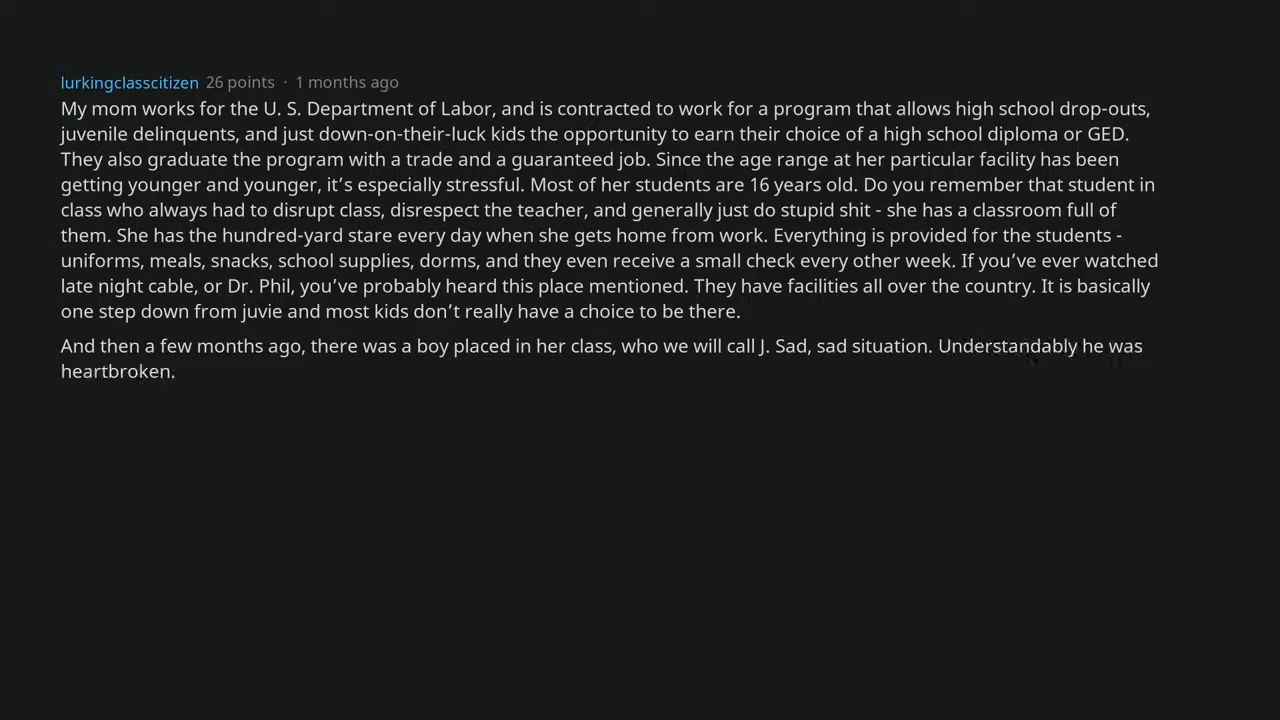 lurkingclasscitizen 26 points · 1 months ago
My mom works for the U. S. Department of Labor, and is contracted to work for a program that allows high school drop-outs,
juvenile delinquents, and just down-on-their-luck kids the opportunity to earn their choice of a high school diploma or GED.
They also graduate the program with a trade and a guaranteed job. Since the age range at her particular facility has been
getting younger and younger, it’s especially stressful. Most of her students are 16 years old. Do you remember that student in
class who always had to disrupt class, disrespect the teacher, and generally just do stupid shit - she has a classroom full of
them. She has the hundred-yard stare every day when she gets home from work. Everything is provided for the students -
uniforms, meals, snacks, school supplies, dorms, and they even receive a small check every other week. If you’ve ever watched
late night cable, or Dr. Phil, you’ve probably heard this place mentioned. They have facilities all over the country. It is basically
one step down from juvie and most kids don’t really have a choice to be there.
And then a few months ago, there was a boy placed in her class, who we will call J. Sad, sad situation. Understandably he was
heartbroken.